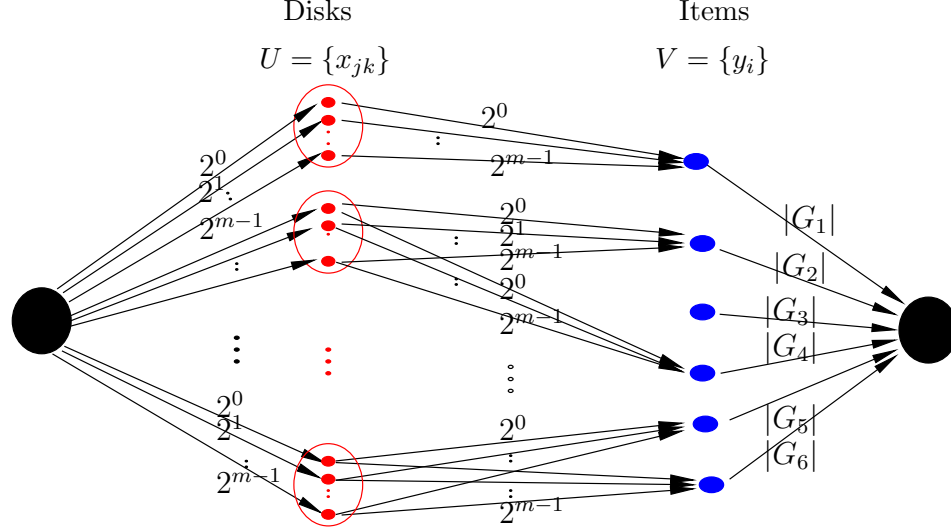 Disks Items
U = {x_{jk}} V = {y_i}
2^0 2^0
2^1 2^{m−1}
2^{m−1}
|G_1|
2^0
2^1
2^{m−1}
|G_2|
2^0
|G_3|
2^{m−1}
|G_4|
2^0 2^0
2^1
2^{m−1} 2^{m−1}
|G_5|
|G_6|